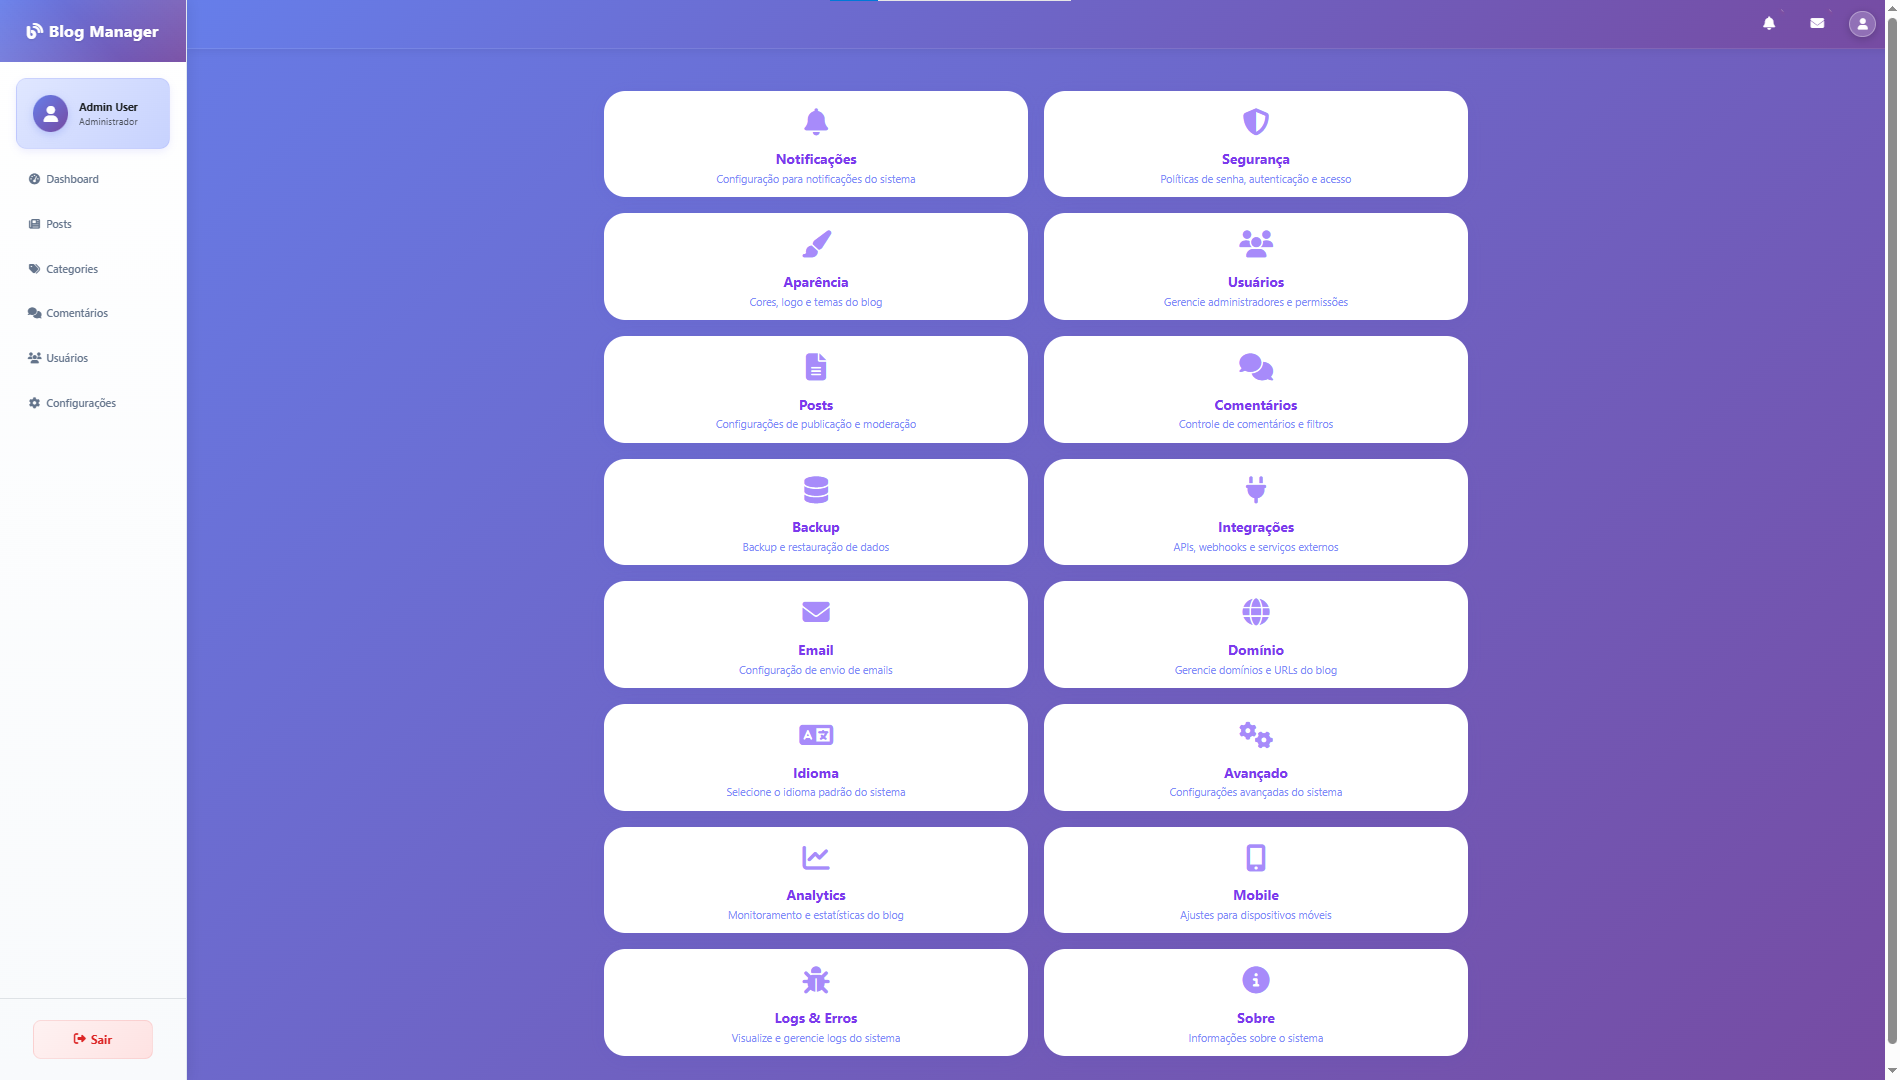 Blog Manager
Admin User
Administrador
Dashboard
Posts
Categories
Comentários
Usuários
Configurações
Sair
Notificações
Configuração para notificações do sistema
Segurança
Políticas de senha, autenticação e acesso
Aparência
Cores, logo e temas do blog
Usuários
Gerencie administradores e permissões
Posts
Configurações de publicação e moderação
Comentários
Controle de comentários e filtros
Backup
Backup e restauração de dados
Integrações
APIs, webhooks e serviços externos
Email
Configuração de envio de emails
Domínio
Gerencie domínios e URLs do blog
Idioma
Selecione o idioma padrão do sistema
Avançado
Configurações avançadas do sistema
Analytics
Monitoramento e estatísticas do blog
Mobile
Ajustes para dispositivos móveis
Logs & Erros
Visualize e gerencie logs do sistema
Sobre
Informações sobre o sistema